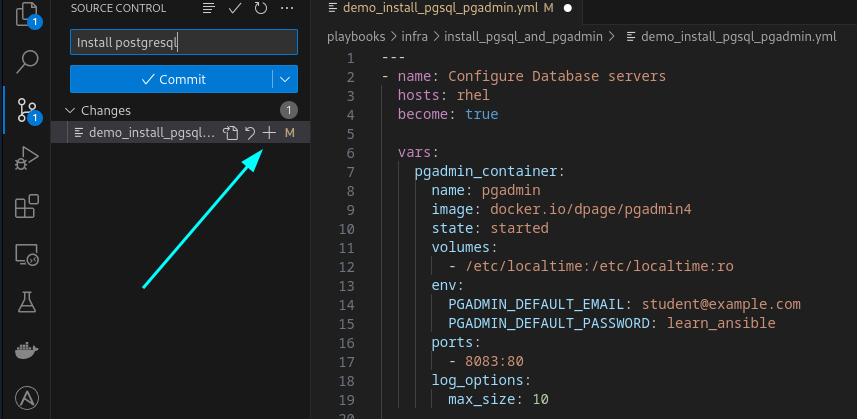 SOURCE CONTROL
1
Install postgresql
Commit
1
Changes
1
demo_install_pgsql... M
demo_install_pgsql_pgadmin.yml M
playbooks > infra > install_pgsql_and_pgadmin > demo_install_pgsql_pgadmin.yml
1 ---
2 - name: Configure Database servers
3 hosts: rhel
4 become: true
5
6 vars:
7 pgadmin_container:
8 name: pgadmin
9 image: docker.io/dpage/pgadmin4
10 state: started
11 volumes:
12 - /etc/localtime:/etc/localtime:ro
13 env:
14 PGADMIN_DEFAULT_EMAIL: student@example.com
15 PGADMIN_DEFAULT_PASSWORD: learn_ansible
16 ports:
17 - 8083:80
18 log_options:
19 max_size: 10
20